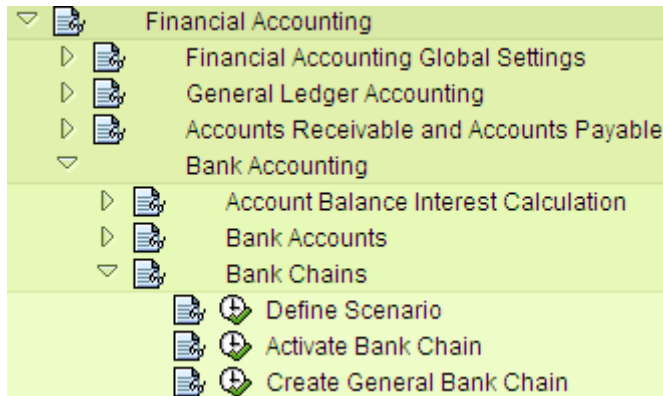 Financial Accounting
Financial Accounting Global Settings
General Ledger Accounting
Accounts Receivable and Accounts Payable
Bank Accounting
Account Balance Interest Calculation
Bank Accounts
Bank Chains
Define Scenario
Activate Bank Chain
Create General Bank Chain